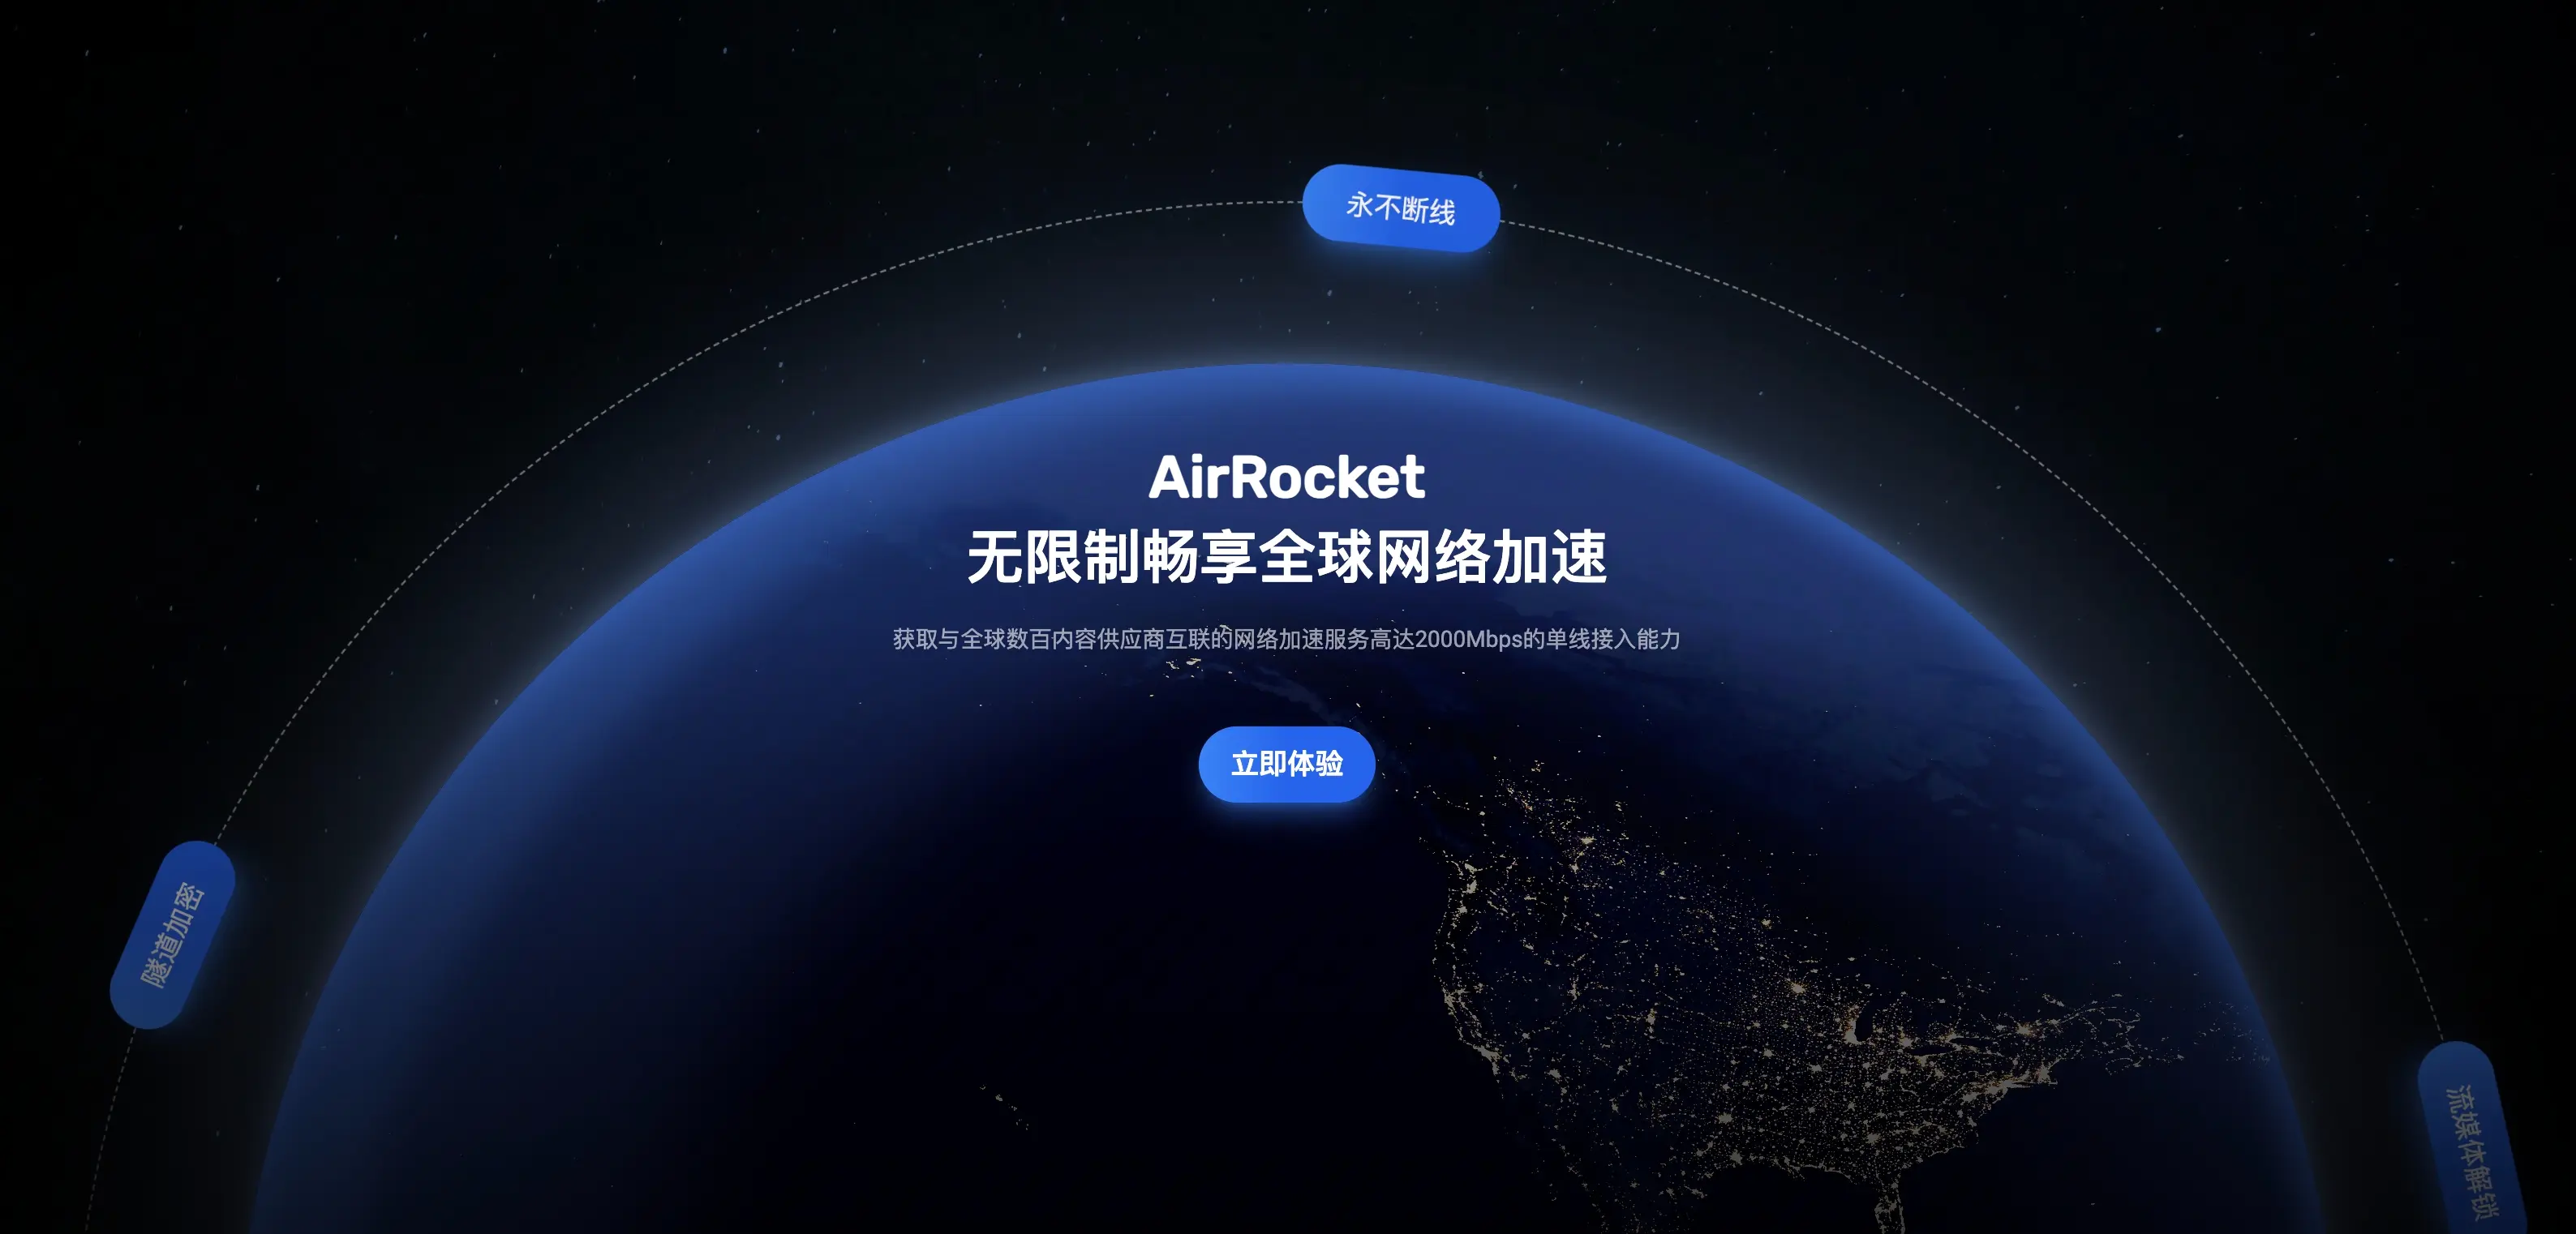 永不断线
AirRocket
无限制畅享全球网络加速
获取与全球数百内容供应商互联的网络加速服务高达2000Mbps的单线接入能力
立即体验
隧道加密
流媒体解锁